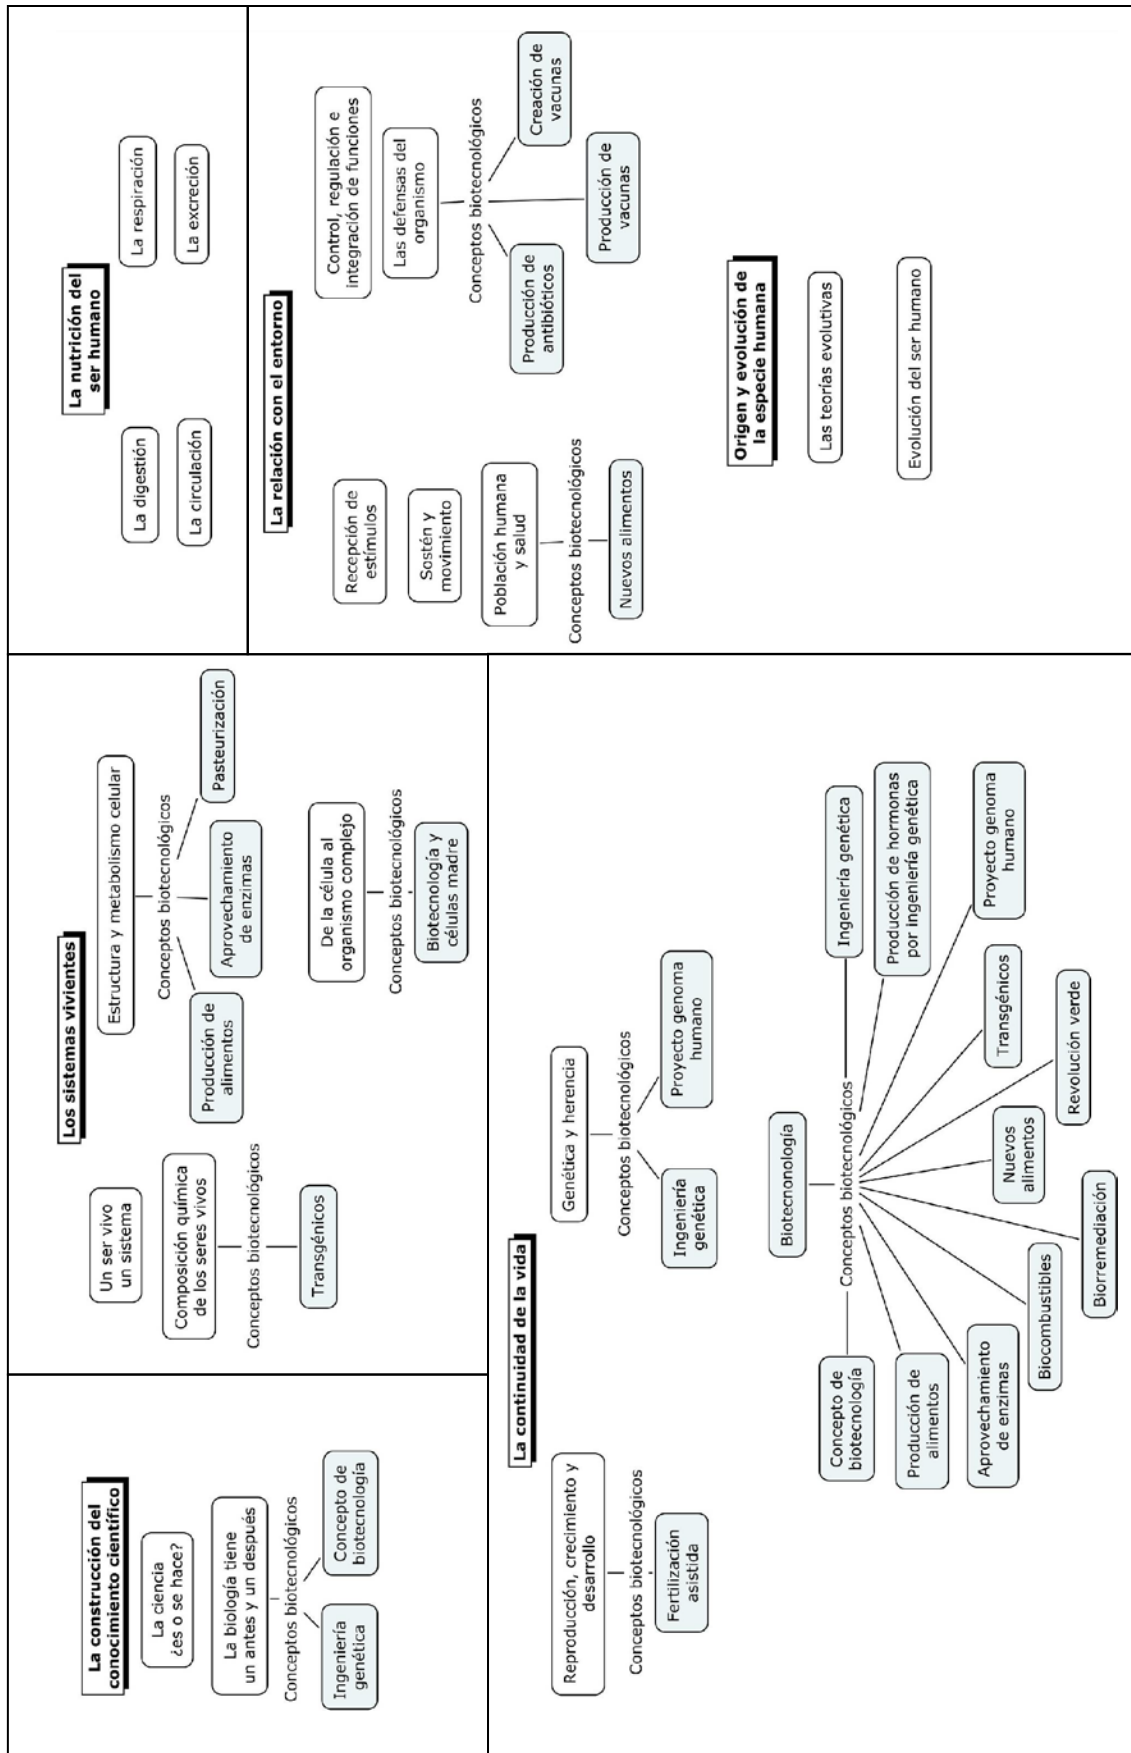 La construcción del
conocimiento científico
La ciencia
¿es o se hace?
La biología tiene
un antes y un después
Conceptos biotecnológicos
Ingeniería
genética
Concepto de
biotecnología
Los sistemas vivientes
Un ser vivo
un sistema
Composición química
de los seres vivos
Conceptos biotecnológicos
Transgénicos
Estructura y metabolismo celular
Conceptos biotecnológicos
Producción de
alimentos
Aprovechamiento
de enzimas
Pasteurización
De la célula al
organismo complejo
Conceptos biotecnológicos
Biotecnología y
células madre
La nutrición del
ser humano
La digestión
La respiración
La circulación
La excreción
La relación con el entorno
Recepción de
estímulos
Sostén y
movimiento
Población humana
y salud
Conceptos biotecnológicos
Nuevos alimentos
Control, regulación e
integración de funciones
Las defensas del
organismo
Conceptos biotecnológicos
Producción de
antibióticos
Producción de
vacunas
Creación de
vacunas
Origen y evolución de
la especie humana
Las teorías evolutivas
Evolución del ser humano
La continuidad de la vida
Reproducción, crecimiento y
desarrollo
Conceptos biotecnológicos
Fertilización
asistida
Genética y herencia
Conceptos biotecnológicos
Ingeniería
genética
Proyecto genoma
humano
Biotecnonología
Conceptos biotecnológicos
Concepto de
biotecnología
Producción de
alimentos
Aprovechamiento
de enzimas
Biocombustibles
Biorremediación
Nuevos
alimentos
Revolución verde
Transgénicos
Proyecto genoma
humano
Producción de hormonas
por ingeniería genética
Ingeniería genética